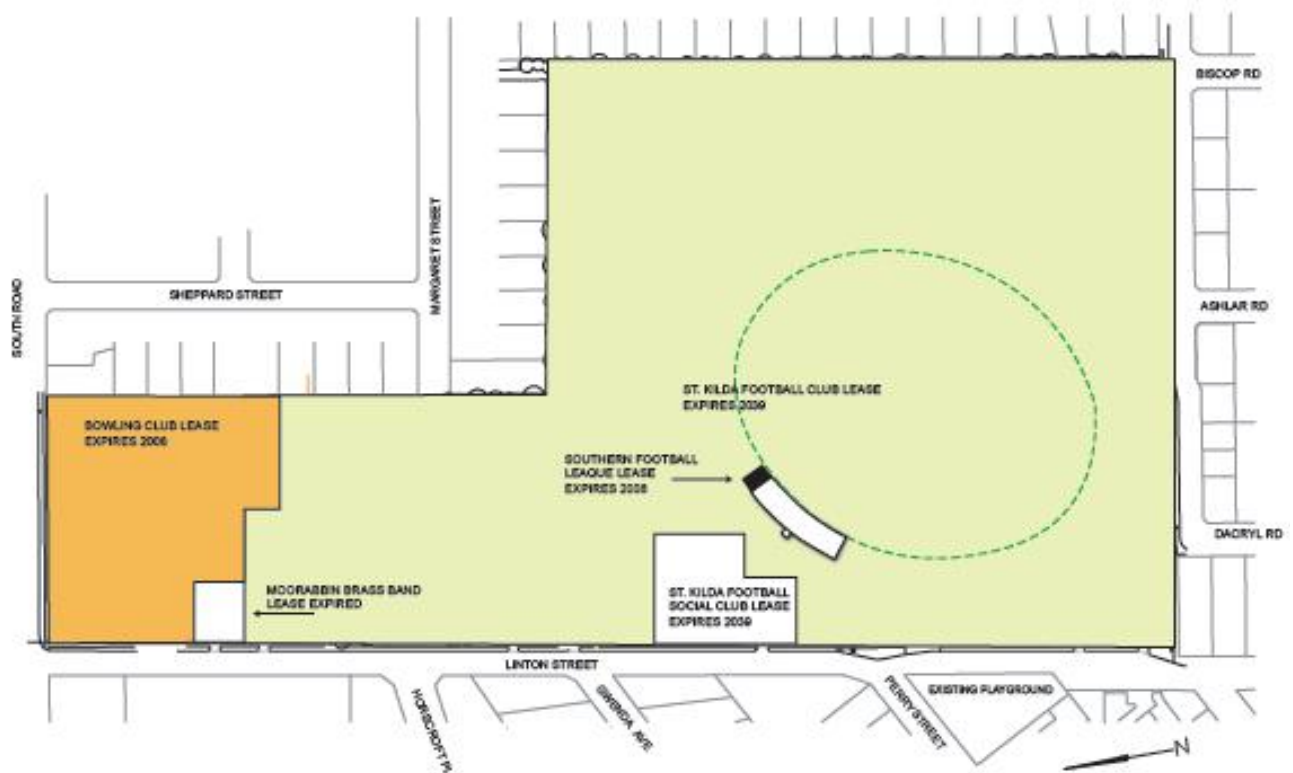 BISCOP RD
MARGARET STREET
SOUTH ROAD
SHEPPARD STREET
ASHLAR RD
ST. KILDA FOOTBALL CLUB LEASE
EXPIRES 2039
BOWLING CLUB LEASE
EXPIRES 2006
SOUTHERN FOOTBALL
LEAQUE LEASE
EXPIRES 2038
DACRYL RD
MOORABBIN BRASS BAND
LEASE EXPIRED
ST. KILDA FOOTBALL
SOCIAL CLUB LEASE
EXPIRES 2039
LINTON STREET
HORSCROFT PL
GWENDA AVE
PERRY STREET
EXISTING PLAYGROUND
N